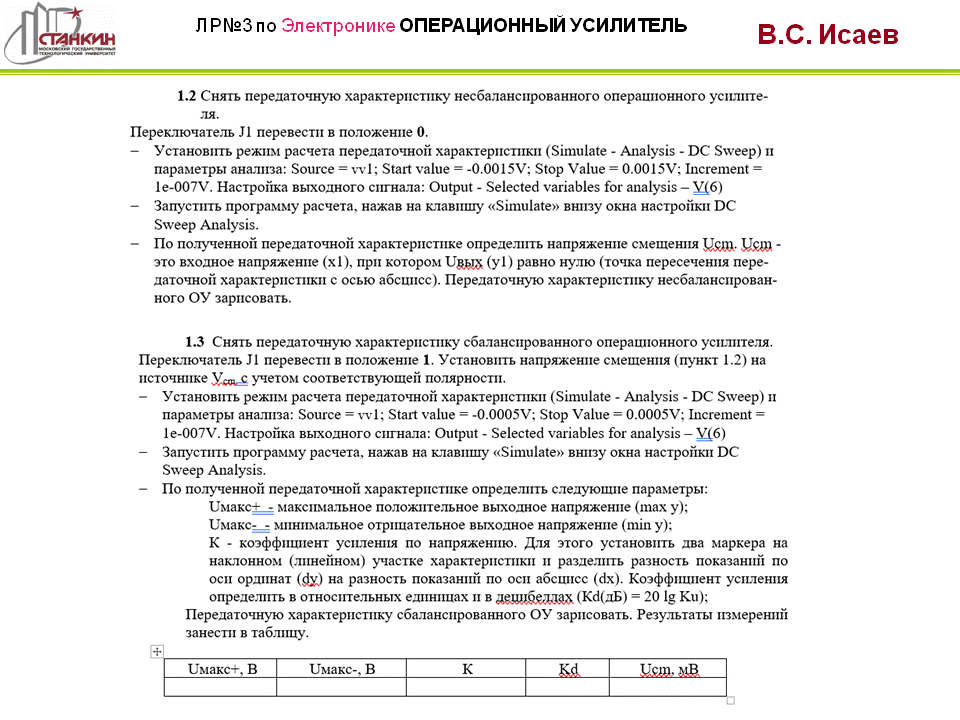 СТАНКИН
МОСКОВСКИЙ ГОСУДАРСТВЕННЫЙ
ТЕХНОЛОГИЧЕСКИЙ УНИВЕРСИТЕТ
ЛР№3 по Электронике ОПЕРАЦИОННЫЙ УСИЛИТЕЛЬ
В.С. Исаев
1.2 Снять передаточную характеристику несбалансированного операционного усилите-
ля.
Переключатель J1 перевести в положение 0.
− Установить режим расчета передаточной характеристики (Simulate - Analysis - DC Sweep) и
параметры анализа: Source = vv1; Start value = -0.0015V; Stop Value = 0.0015V; Increment =
1e-007V. Настройка выходного сигнала: Output - Selected variables for analysis – V(6)
− Запустить программу расчета, нажав на клавишу «Simulate» внизу окна настройки DC
Sweep Analysis.
− По полученной передаточной характеристике определить напряжение смещения Uсm. Uсm -
это входное напряжение (x1), при котором Uвых (y1) равно нулю (точка пересечения пере-
даточной характеристики с осью абсцисс). Передаточную характеристику несбалансирован-
ного ОУ зарисовать.
1.3 Снять передаточную характеристику сбалансированного операционного усилителя.
Переключатель J1 перевести в положение 1. Установить напряжение смещения (пункт 1.2) на
источнике Vcm, с учетом соответствующей полярности.
− Установить режим расчета передаточной характеристики (Simulate - Analysis - DC Sweep) и
параметры анализа: Source = vv1; Start value = -0.0005V; Stop Value = 0.0005V; Increment =
1e-007V. Настройка выходного сигнала: Output - Selected variables for analysis – V(6)
− Запустить программу расчета, нажав на клавишу «Simulate» внизу окна настройки DC
Sweep Analysis.
− По полученной передаточной характеристике определить следующие параметры:
Uмакс+ - максимальное положительное выходное напряжение (max y);
Uмакс- - минимальное отрицательное выходное напряжение (min y);
К - коэффициент усиления по напряжению. Для этого установить два маркера на
наклонном (линейном) участке характеристики и разделить разность показаний по
оси ординат (dy) на разность показаний по оси абсцисс (dx). Коэффициент усиления
определить в относительных единицах и в децибеллах (Kd(дБ) = 20 lg Ku);
Передаточную характеристику сбалансированного ОУ зарисовать. Результаты измерений
занести в таблицу.
Uмакс+, В Uмакс-, В К Kd Uсm, мВ